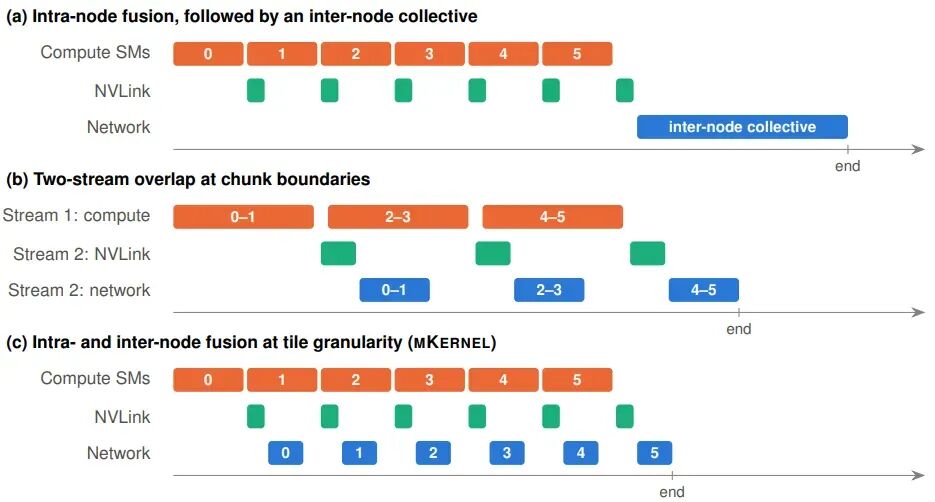 (a) Intra-node fusion, followed by an inter-node collective
Compute SMs 0 1 2 3 4 5
NVLink
Network inter-node collective
end
(b) Two-stream overlap at chunk boundaries
Stream 1: compute 0–1 2–3 4–5
Stream 2: NVLink
Stream 2: network 0–1 2–3 4–5
end
(c) Intra- and inter-node fusion at tile granularity (MKERNEL)
Compute SMs 0 1 2 3 4 5
NVLink
Network 0 1 2 3 4 5
end